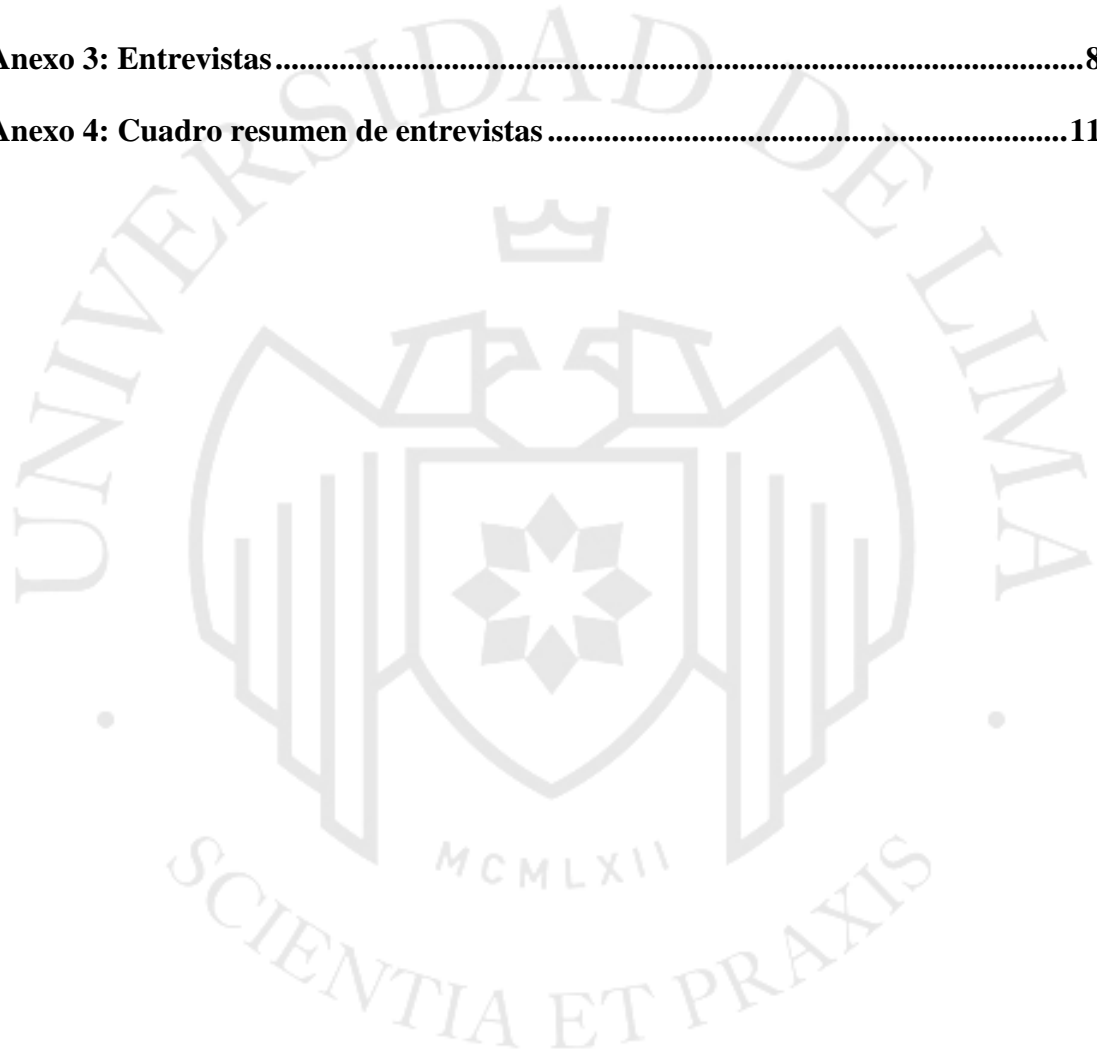 Anexo 3: Entrevistas....................................................................................................8
Anexo 4: Cuadro resumen de entrevistas................................................................11
UNIVERSIDAD DE LIMA
MCMLXII
SCIENTIA ET PRAXIS